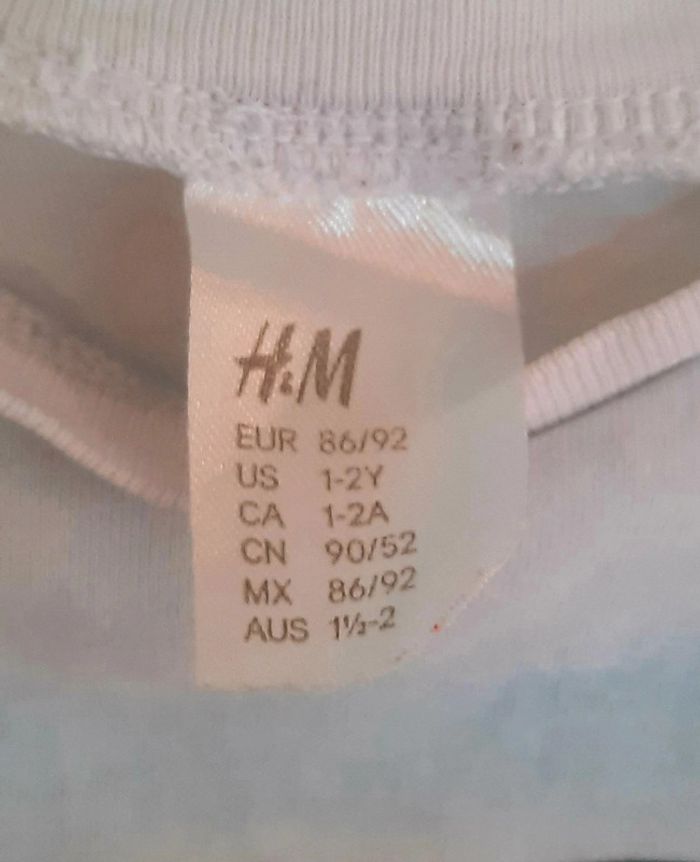 H&M
EUR 86/92
US 1-2Y
CA 1-2A
CN 90/52
MX 86/92
AUS 1½-2